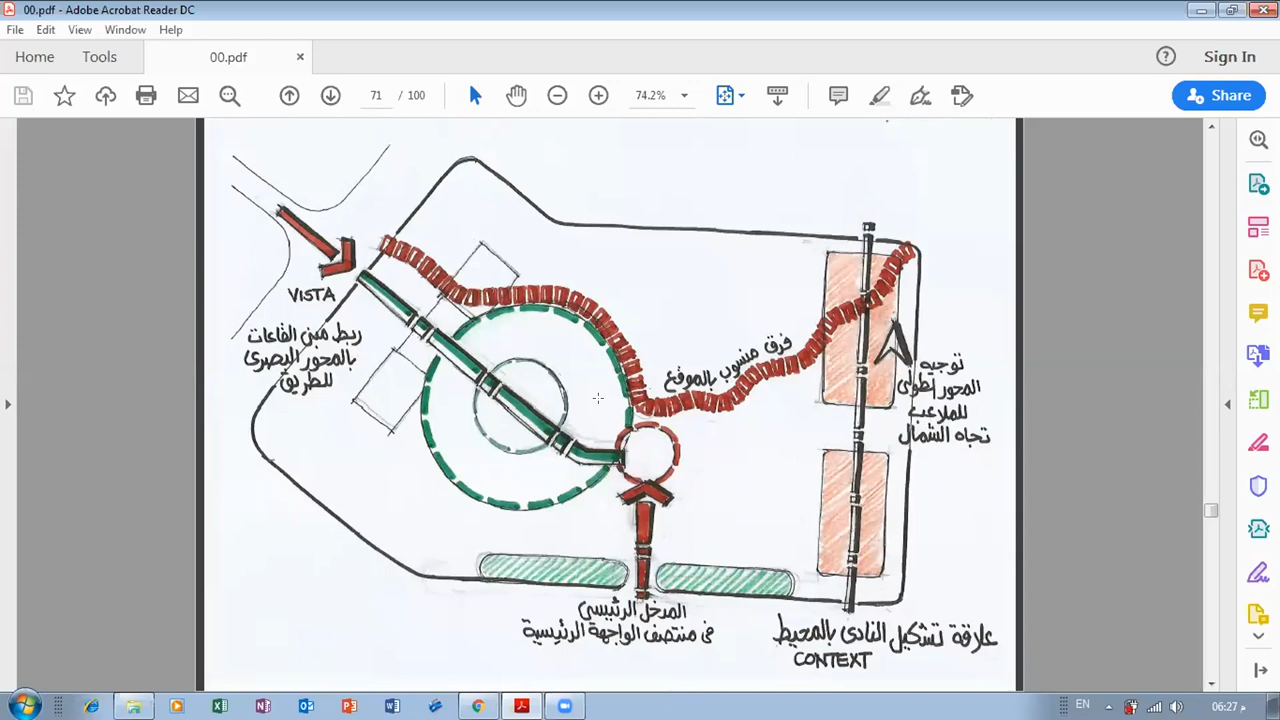 00.pdf - Adobe Acrobat Reader DC
File Edit View Window Help
Home Tools 00.pdf × Sign In
71 / 100 74.2% Share
VISTA
ربط مبنى القاعات
بالمحور البصرى
للطريق
فرق منسوب بالموقع
توجيه
المحور الطولى
للملاعب
تجاه الشمال
المدخل الرئيسى
فى منتصف الواجهة الرئيسية
علاقة تشكيل النادى بالمحيط
CONTEXT
EN 06:27 م